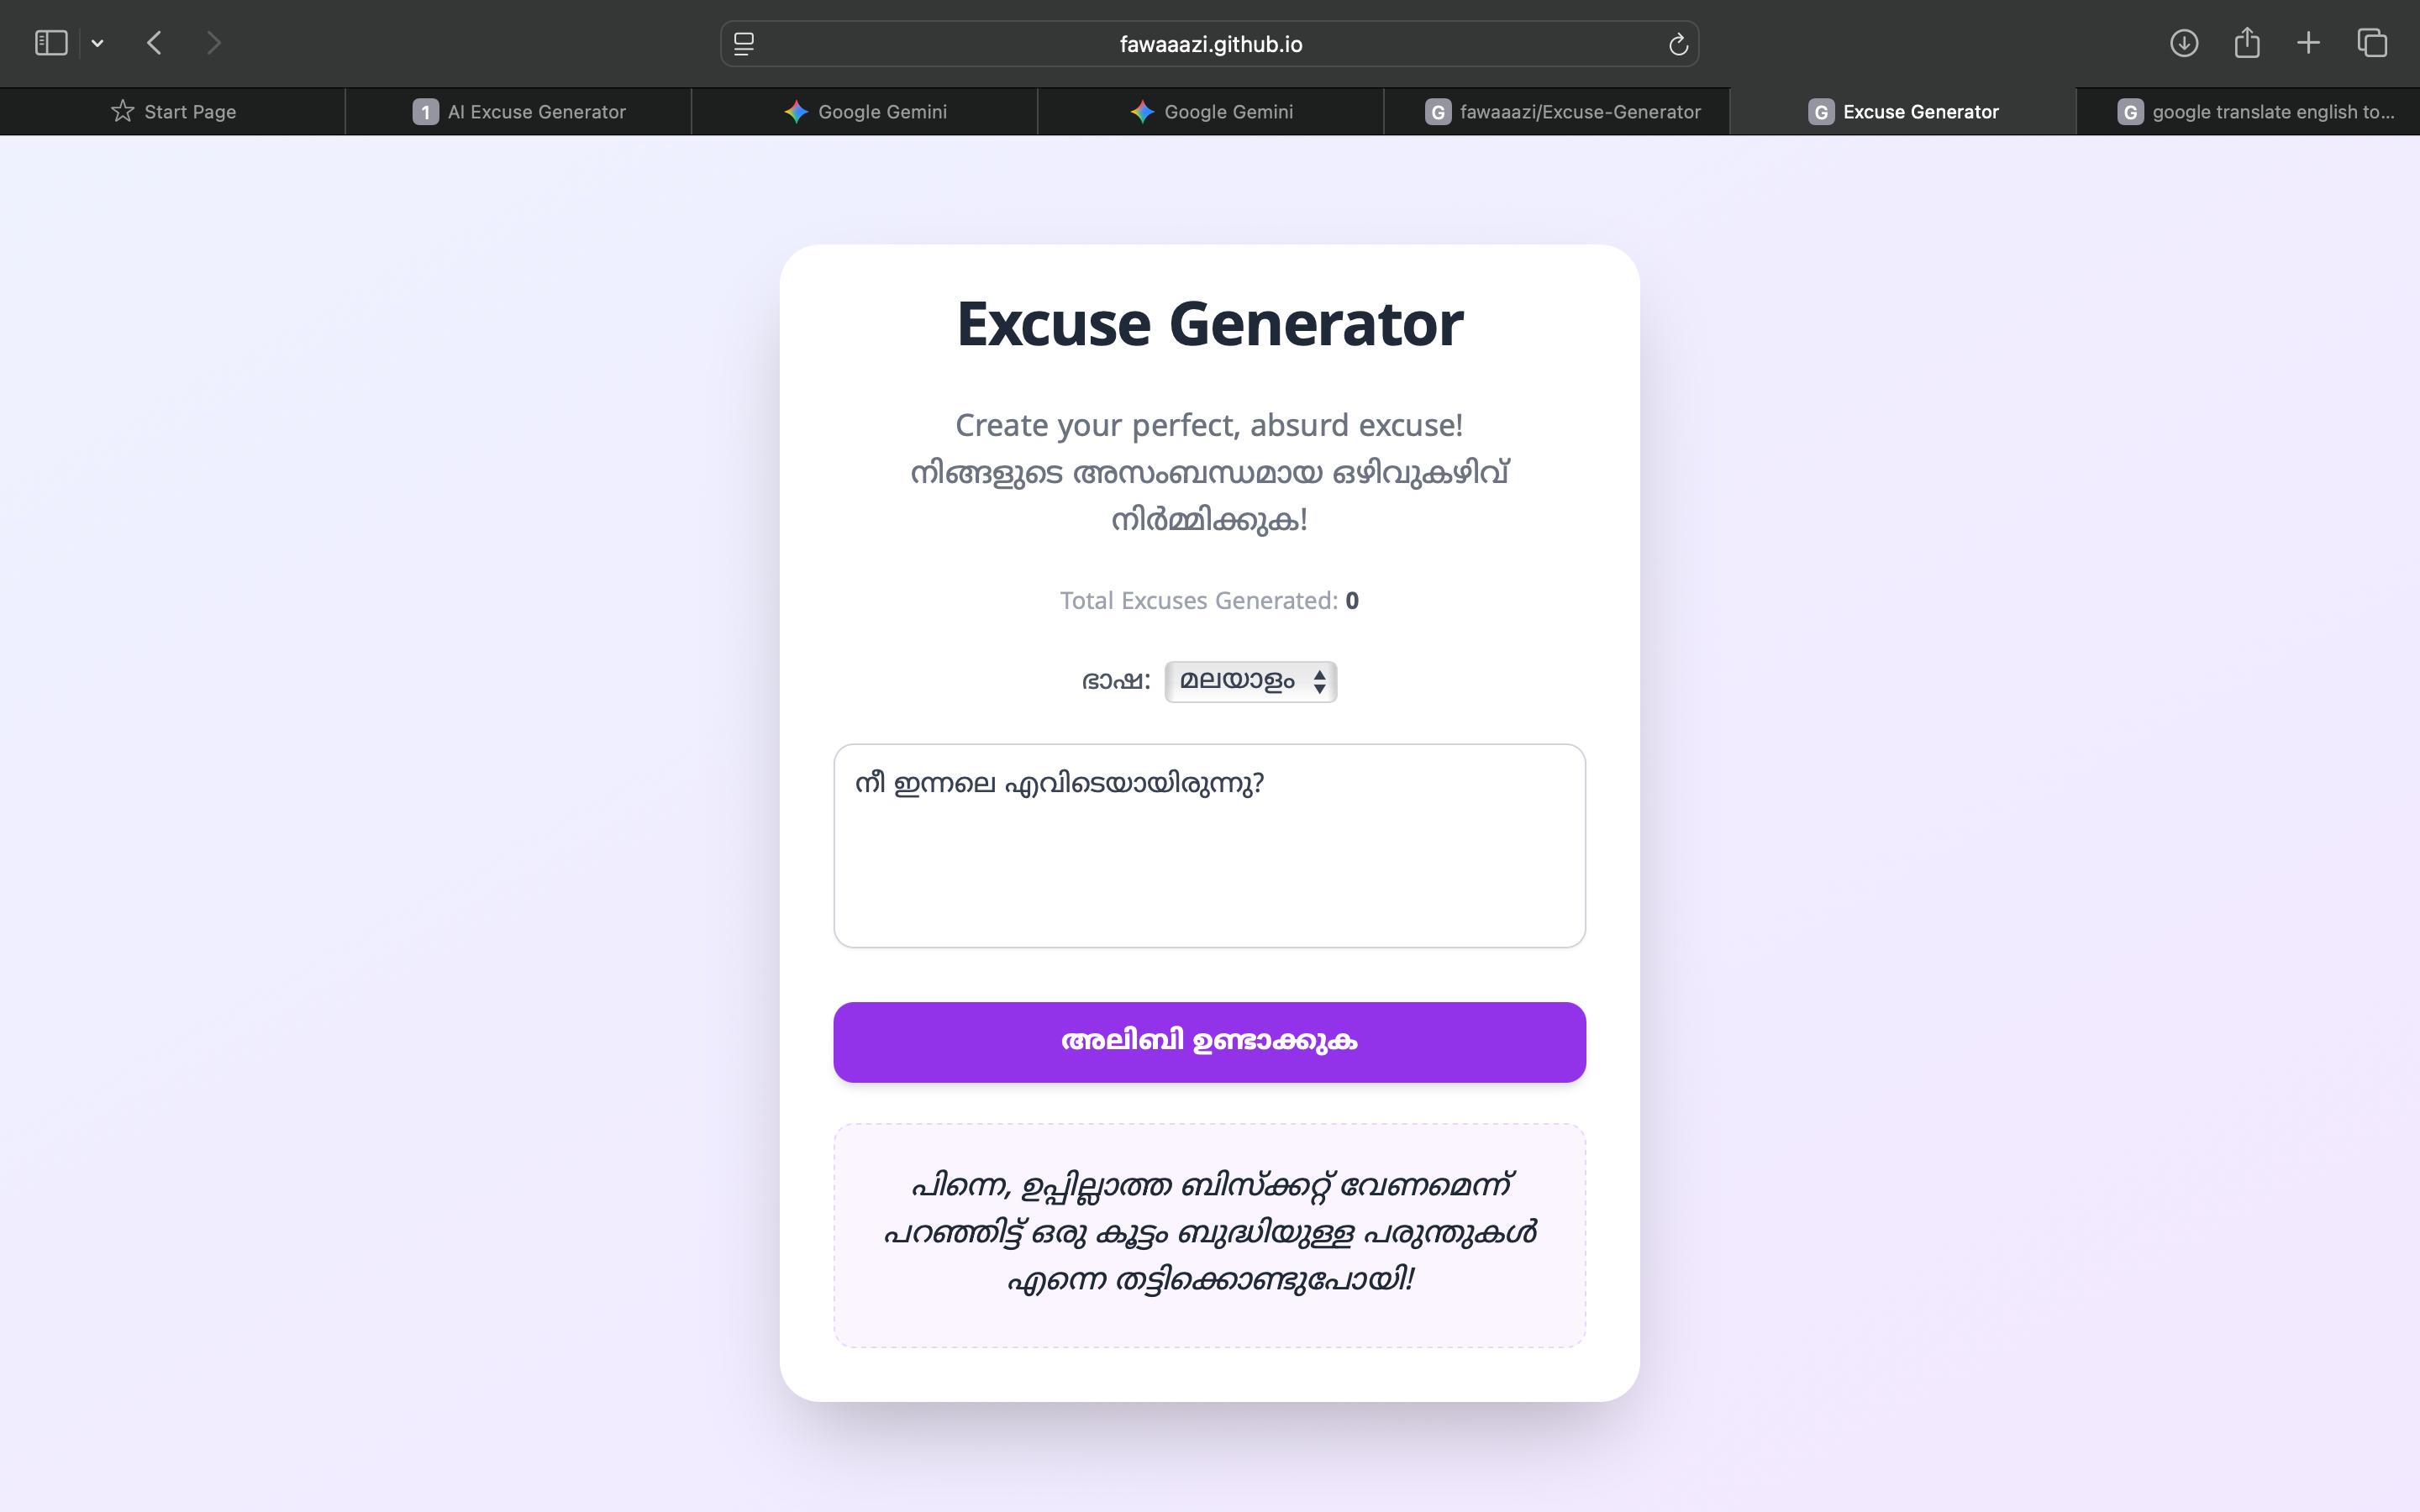 fawaaazi.github.io
Start Page
1 AI Excuse Generator
Google Gemini
Google Gemini
G fawaaazi/Excuse-Generator
G Excuse Generator
G google translate english to...
Excuse Generator
Create your perfect, absurd excuse!
നിങ്ങളുടെ അസംബന്ധമായ ഒഴിവുകഴിവ്
നിർമ്മിക്കുക!
Total Excuses Generated: 0
ഭാഷ: മലയാളം
നീ ഇന്നലെ എവിടെയായിരുന്നു?
അലിബി ഉണ്ടാക്കുക
പിന്നെ, ഉപ്പില്ലാത്ത ബിസ്ക്കറ്റ് വേണമെന്ന്
പറഞ്ഞിട്ട് ഒരു കൂട്ടം ബുദ്ധിയുള്ള പരുന്തുകൾ
എന്നെ തട്ടിക്കൊണ്ടുപോയി!